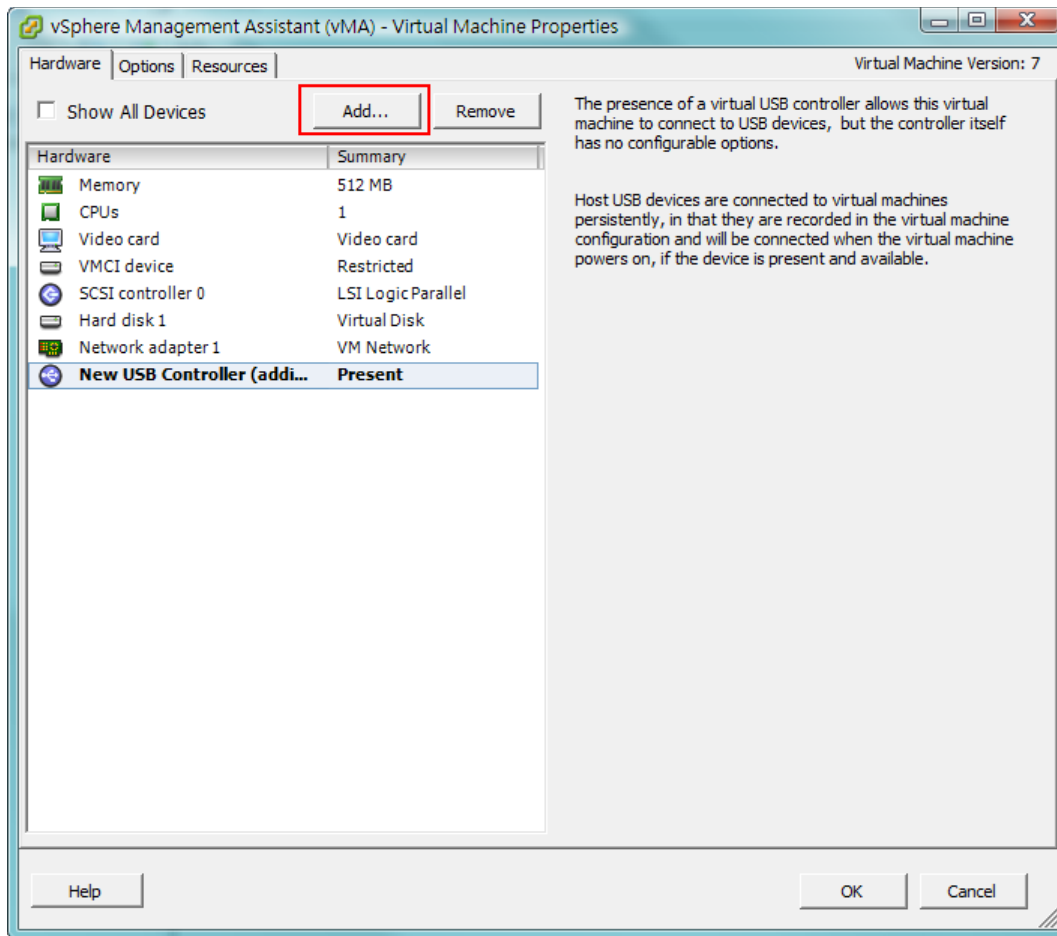 vSphere Management Assistant (vMA) - Virtual Machine Properties
Hardware Options Resources Virtual Machine Version: 7
Show All Devices Add... Remove
Hardware Summary
Memory 512 MB
CPUs 1
Video card Video card
VMCI device Restricted
SCSI controller 0 LSI Logic Parallel
Hard disk 1 Virtual Disk
Network adapter 1 VM Network
New USB Controller (addi... Present
The presence of a virtual USB controller allows this virtual
machine to connect to USB devices, but the controller itself
has no configurable options.
Host USB devices are connected to virtual machines
persistently, in that they are recorded in the virtual machine
configuration and will be connected when the virtual machine
powers on, if the device is present and available.
Help OK Cancel